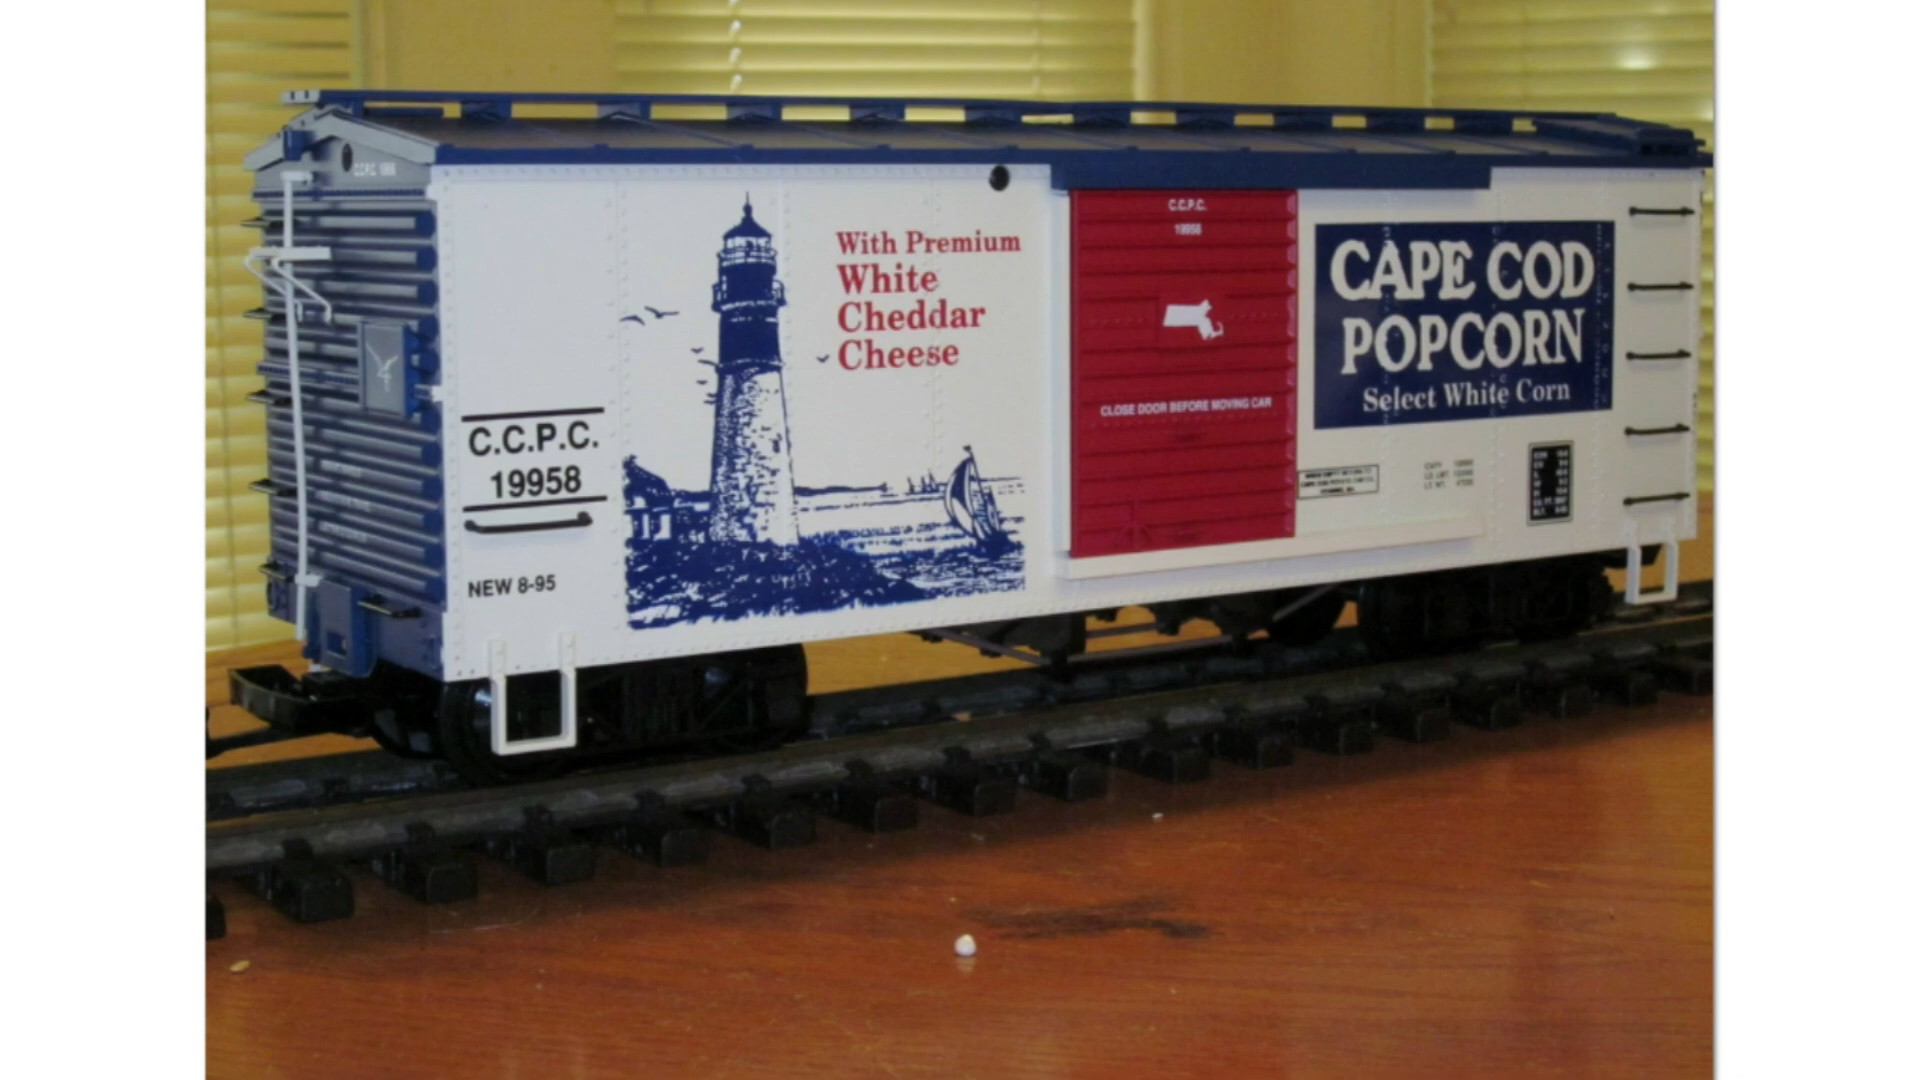 C.C.P.C.
19958
NEW 8-95
With Premium
White
Cheddar
Cheese
C.C.P.C.
19958
CLOSE DOOR BEFORE MOVING CAR
CAPE COD
POPCORN
Select White Corn